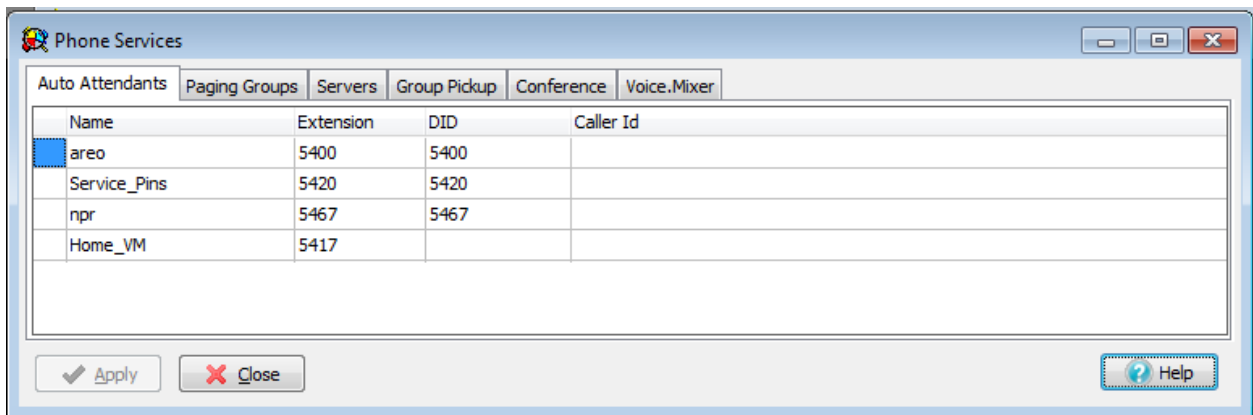 Phone Services
Auto Attendants Paging Groups Servers Group Pickup Conference Voice.Mixer
Name Extension DID Caller Id
areo 5400 5400
Service_Pins 5420 5420
npr 5467 5467
Home_VM 5417
Apply Close Help